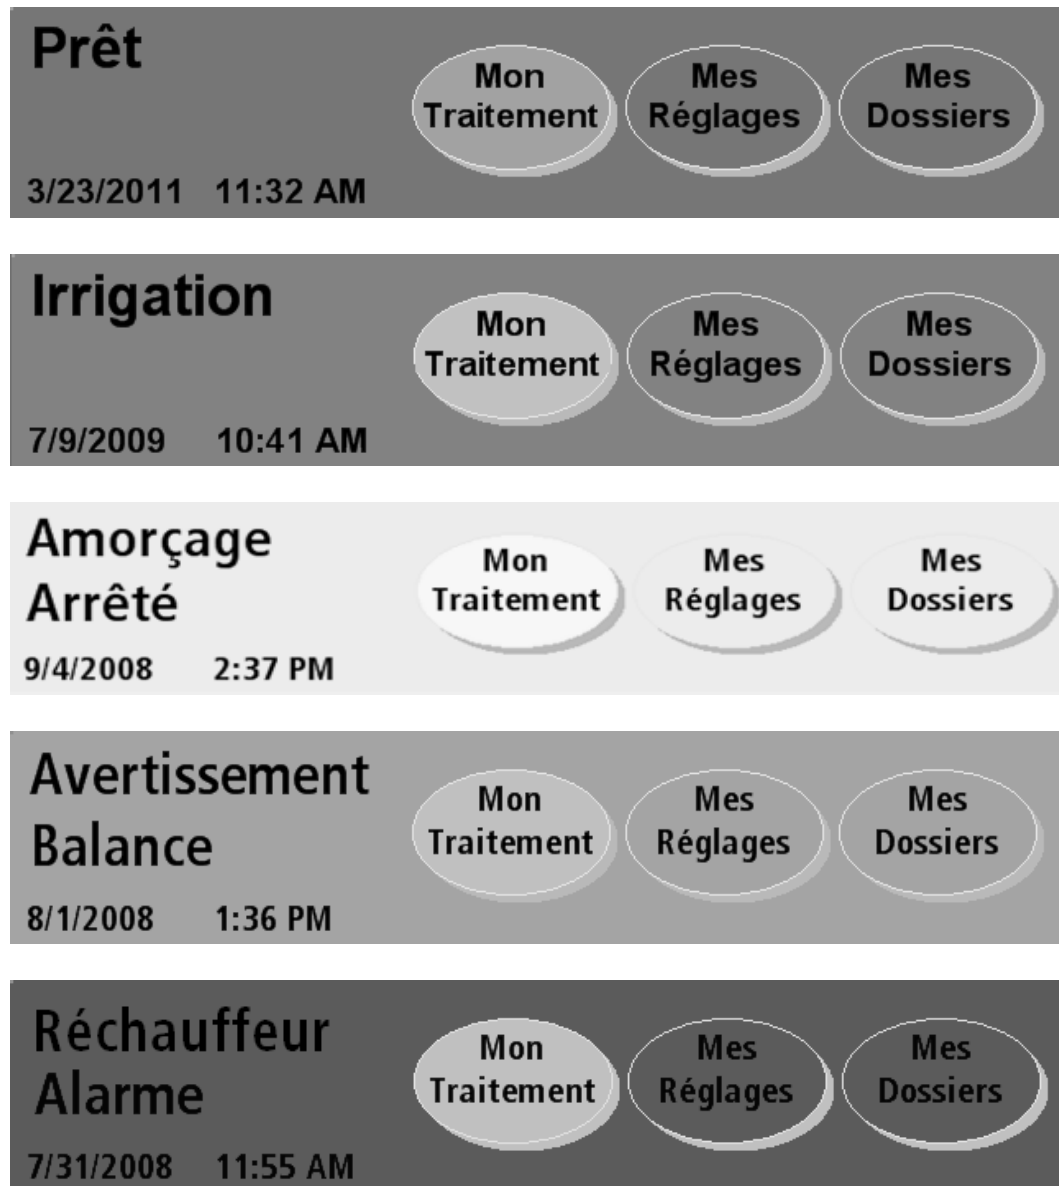 Prêt
Mon Traitement
Mes Réglages
Mes Dossiers
3/23/2011 11:32 AM
Irrigation
Mon Traitement
Mes Réglages
Mes Dossiers
7/9/2009 10:41 AM
Amorçage
Arrêté
Mon Traitement
Mes Réglages
Mes Dossiers
9/4/2008 2:37 PM
Avertissement
Balance
Mon Traitement
Mes Réglages
Mes Dossiers
8/1/2008 1:36 PM
Réchauffeur
Alarme
Mon Traitement
Mes Réglages
Mes Dossiers
7/31/2008 11:55 AM